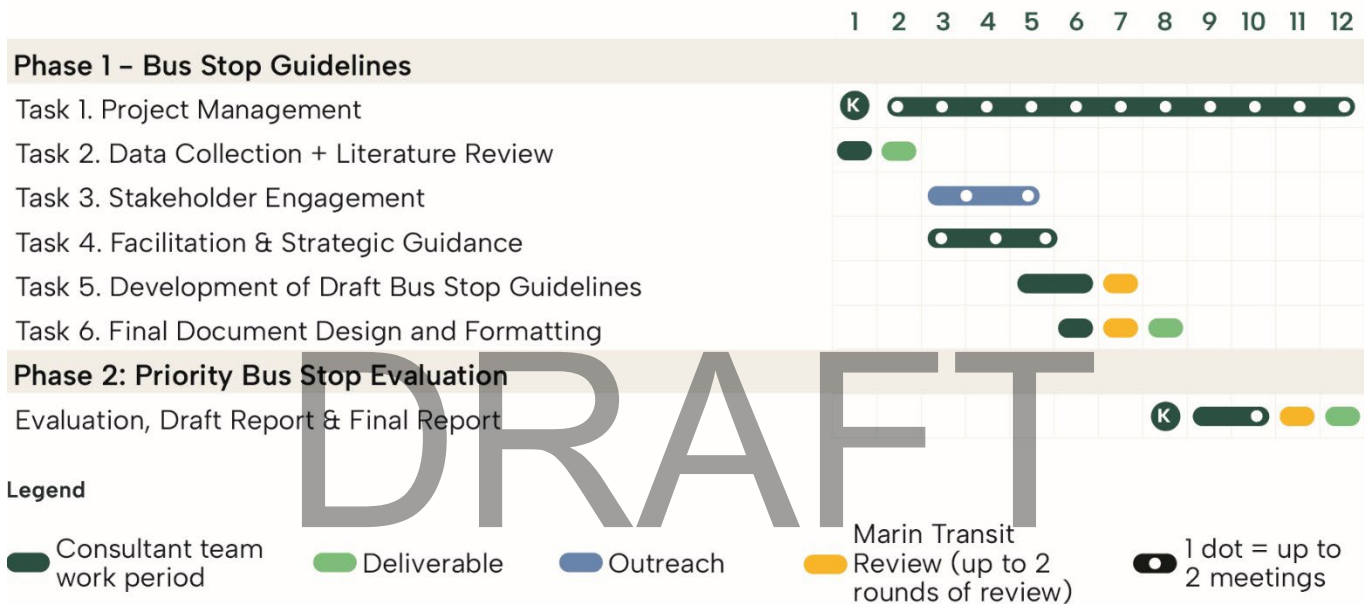 1 2 3 4 5 6 7 8 9 10 11 12
Phase 1 – Bus Stop Guidelines
Task 1. Project Management K
Task 2. Data Collection + Literature Review
Task 3. Stakeholder Engagement
Task 4. Facilitation & Strategic Guidance
Task 5. Development of Draft Bus Stop Guidelines
Task 6. Final Document Design and Formatting
Phase 2: Priority Bus Stop Evaluation
Evaluation, Draft Report & Final Report K
DRAFT
Legend
Consultant team
work period
Deliverable
Outreach
Marin Transit
Review (up to 2
rounds of review)
1 dot = up to
2 meetings